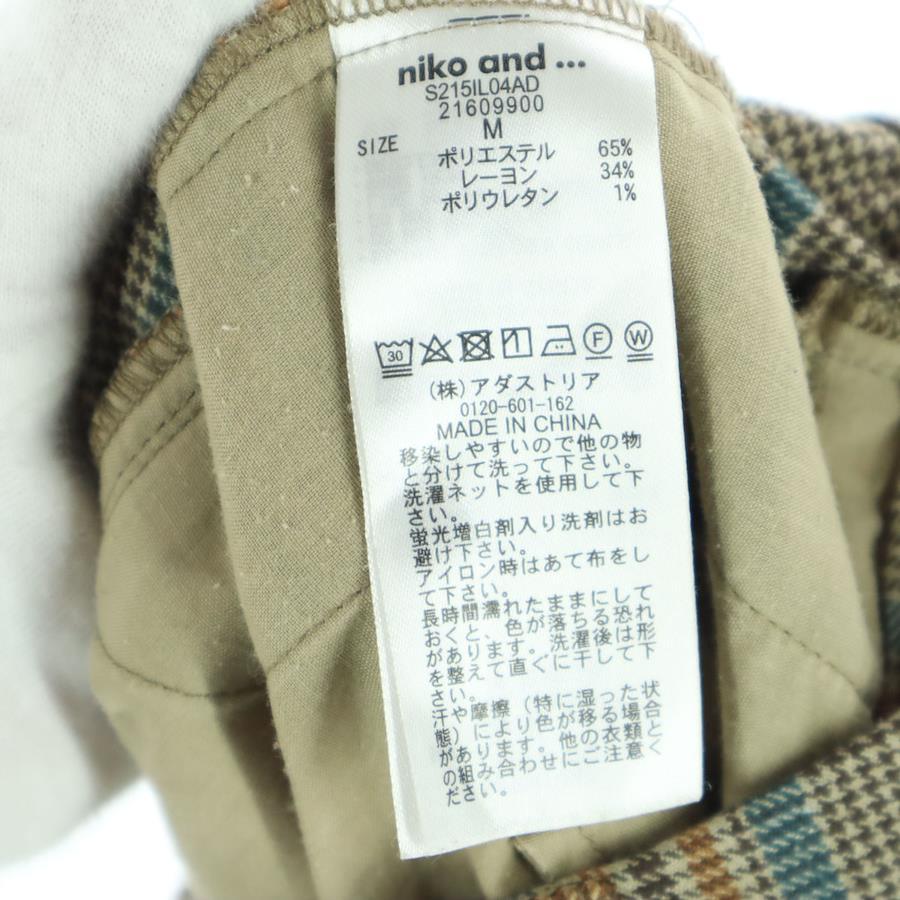 niko and ...
S215IL04AD
21609900
SIZE M
ポリエステル 65%
レーヨン 34%
ポリウレタン 1%
30 F W
(株)アダストリア
0120-601-162
MADE IN CHINA
移染しやすいので他の物
と分けて洗って下さい。
洗濯ネットを使用して下
さい。
蛍光増白剤入り洗剤はお
避け下さい。
アイロン時はあて布をし
て下さい。
長時間濡れたままにして
おくと、色が落ちる恐れ
があります。洗濯後は形
を整えて直ぐに干して下
さい。
汗や摩擦(特に湿った状
態)により色が移る場合
があります。他の衣類と
の組み合わせにご注意く
ださい。